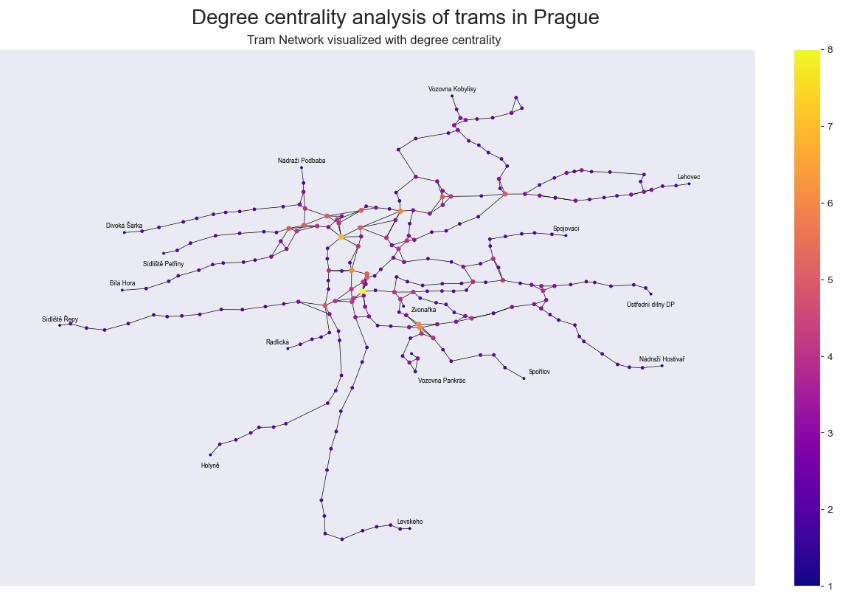 Degree centrality analysis of trams in Prague
Tram Network visualized with degree centrality
Vozovna Kobylisy
Nádraží Podbaba
Lehovec
Divoká Šárka
Spojovací
Sídliště Petřiny
Bílá Hora
Ústřední dílny DP
Zvonařka
Sídliště Řepy
Radlická
Nádraží Hostivař
Spořilov
Vozovna Pankrác
Holyně
Levského
8
7
6
5
4
3
2
1